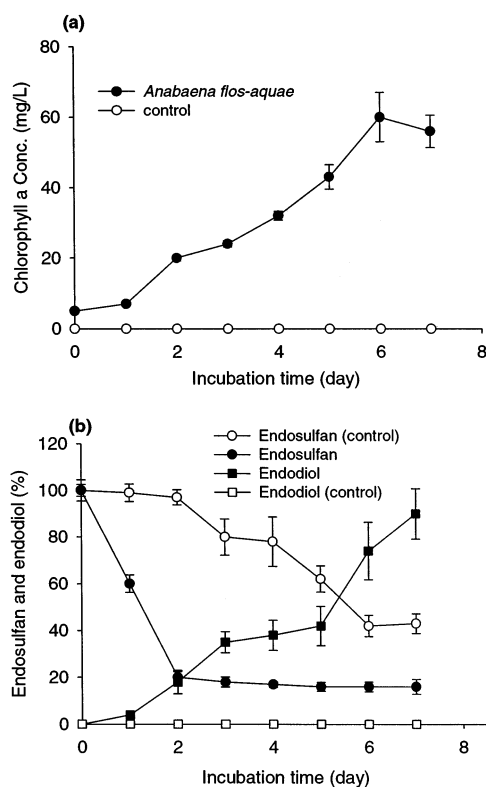 (a)
Anabaena flos-aquae
control
Chlorophyll a Conc. (mg/L)
80
60
40
20
0
0 2 4 6 8
Incubation time (day)
(b)
Endosulfan (control)
Endosulfan
Endodiol
Endodiol (control)
Endosulfan and endodiol (%)
120
100
80
60
40
20
0
0 2 4 6 8
Incubation time (day)